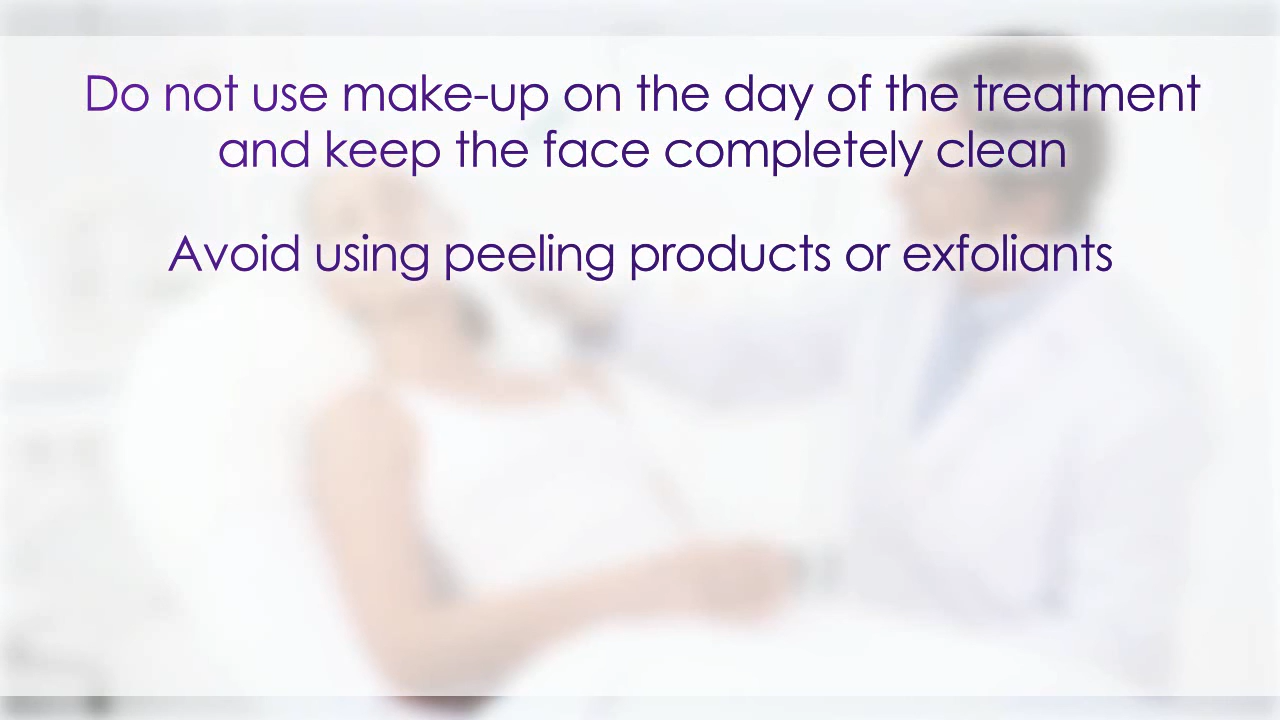 Do not use make-up on the day of the treatment
and keep the face completely clean
Avoid using peeling products or exfoliants